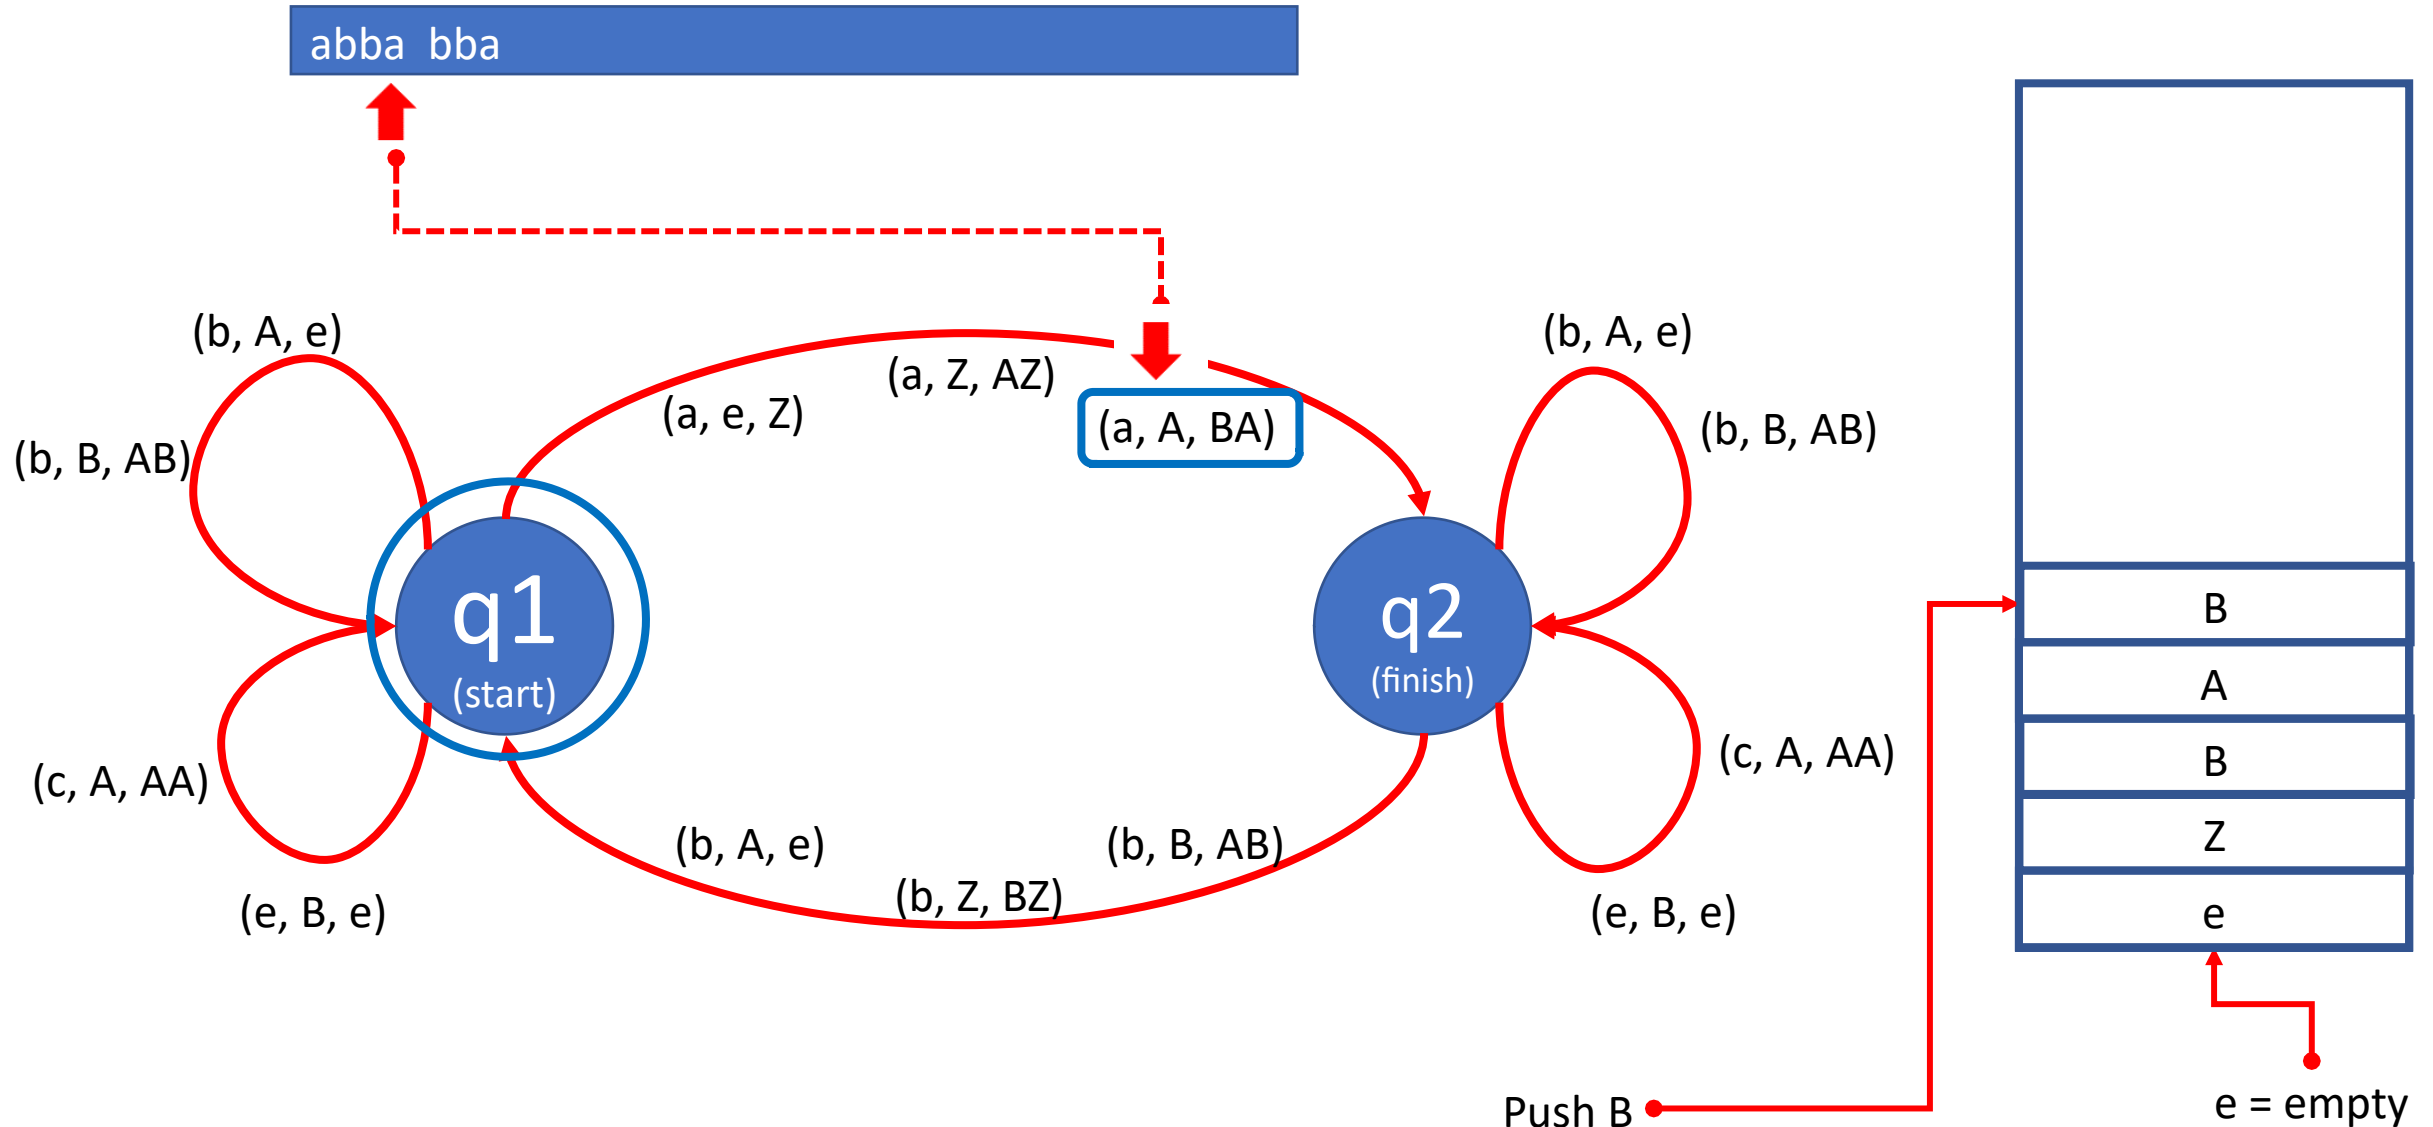 abba  bba
(b, A, e)
(b, B, AB)
(a, e, Z)
(a, Z, AZ)
(a, A, BA)
(b, A, e)
(b, B, AB)
q1
(start)
q2
(finish)
(c, A, AA)
(e, B, e)
(b, A, e)
(b, Z, BZ)
(b, B, AB)
(c, A, AA)
(e, B, e)
B
A
B
Z
e
Push B
e = empty